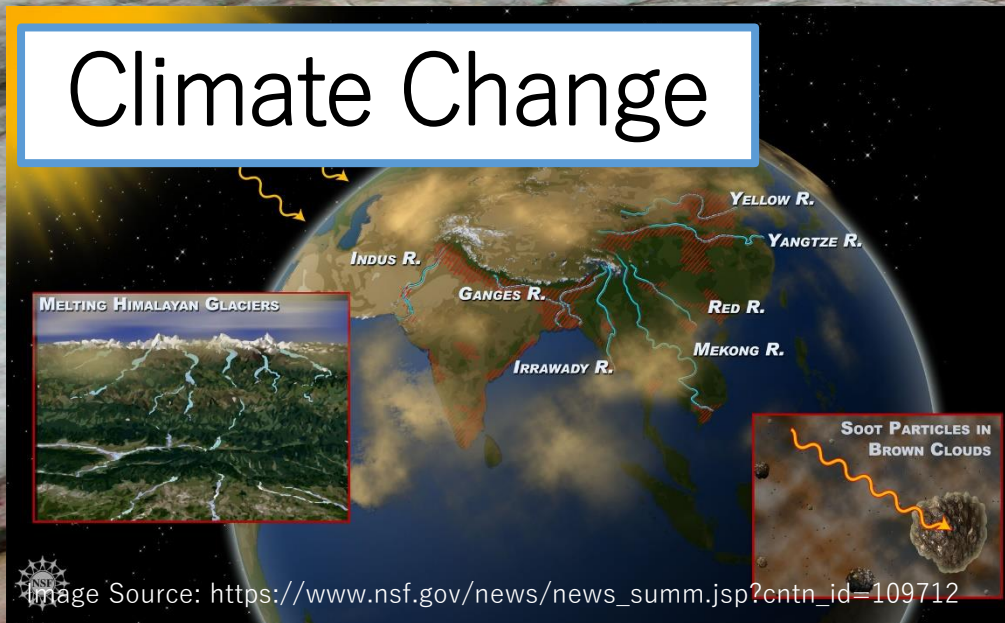 Climate Change
YELLOW R.
YANGTZE R.
INDUS R.
GANGES R.
RED R.
MEKONG R.
IRRAWADY R.
MELTING HIMALAYAN GLACIERS
SOOT PARTICLES IN
BROWN CLOUDS
NSF
Image Source: https://www.nsf.gov/news/news_summ.jsp?cntn_id=109712